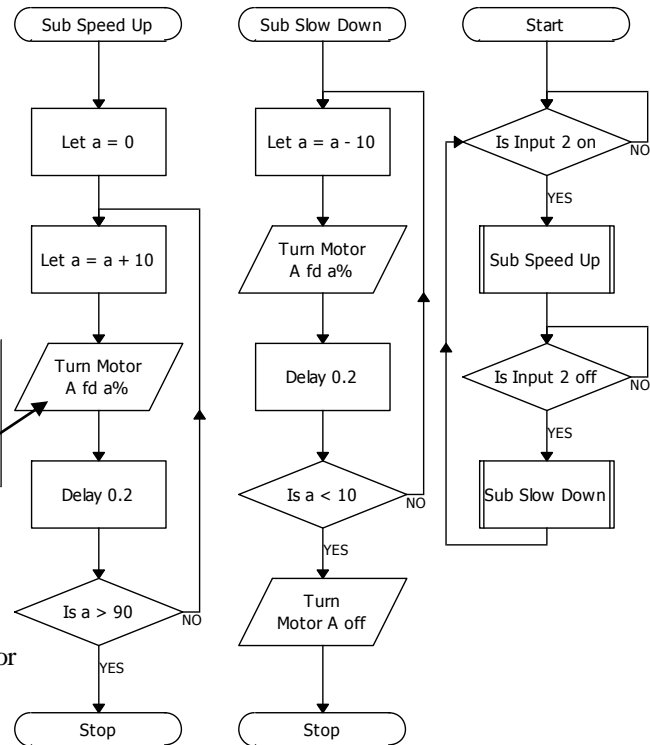 Sub Speed Up
Let a = 0
Let a = a + 10
Turn Motor
A fd a%
Delay 0.2
Is a > 90
NO
YES
Stop
or
Sub Slow Down
Let a = a - 10
Turn Motor
A fd a%
Delay 0.2
Is a < 10
NO
YES
Turn
Motor A off
Stop
Start
Is Input 2 on
NO
YES
Sub Speed Up
Is Input 2 off
NO
YES
Sub Slow Down